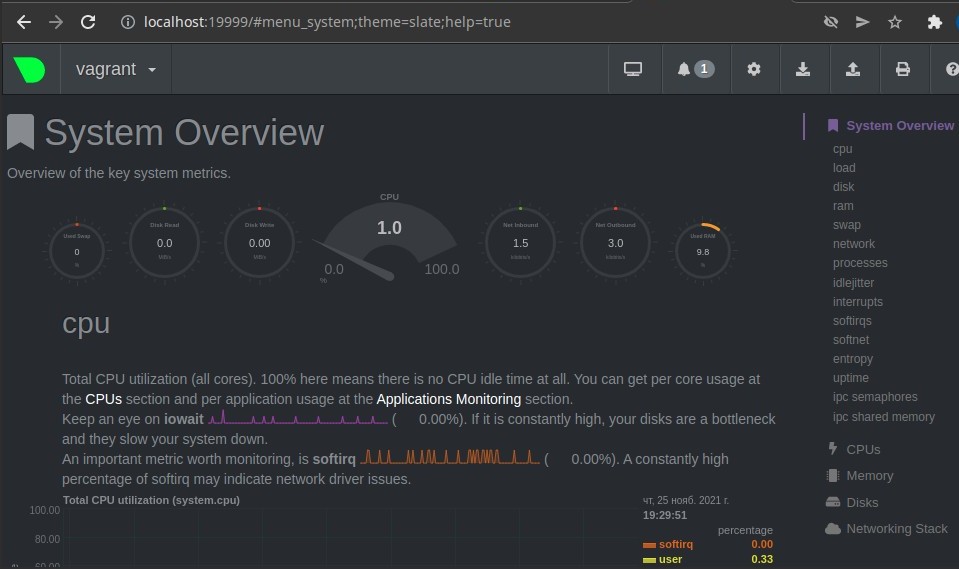 localhost:19999/#menu_system;theme=slate;help=true
vagrant
1
System Overview
Overview of the key system metrics.
Used Swap
0
%
Disk Read
0.0
MiB/s
Disk Write
0.00
MiB/s
CPU
1.0
0.0
100.0
%
Net Inbound
1.5
kilobits/s
Net Outbound
3.0
kilobits/s
Used RAM
9.8
%
cpu
Total CPU utilization (all cores). 100% here means there is no CPU idle time at all. You can get per core usage at
the CPUs section and per application usage at the Applications Monitoring section.
Keep an eye on iowait ( 0.00%). If it is constantly high, your disks are a bottleneck
and they slow your system down.
An important metric worth monitoring, is softirq ( 0.00%). A constantly high
percentage of softirq may indicate network driver issues.
Total CPU utilization (system.cpu)
чт, 25 нояб. 2021 г.
19:29:51
percentage
softirq 0.00
user 0.33
100.00
80.00
60.00
System Overview
cpu
load
disk
ram
swap
network
processes
idlejitter
interrupts
softirqs
softnet
entropy
uptime
ipc semaphores
ipc shared memory
CPUs
Memory
Disks
Networking Stack